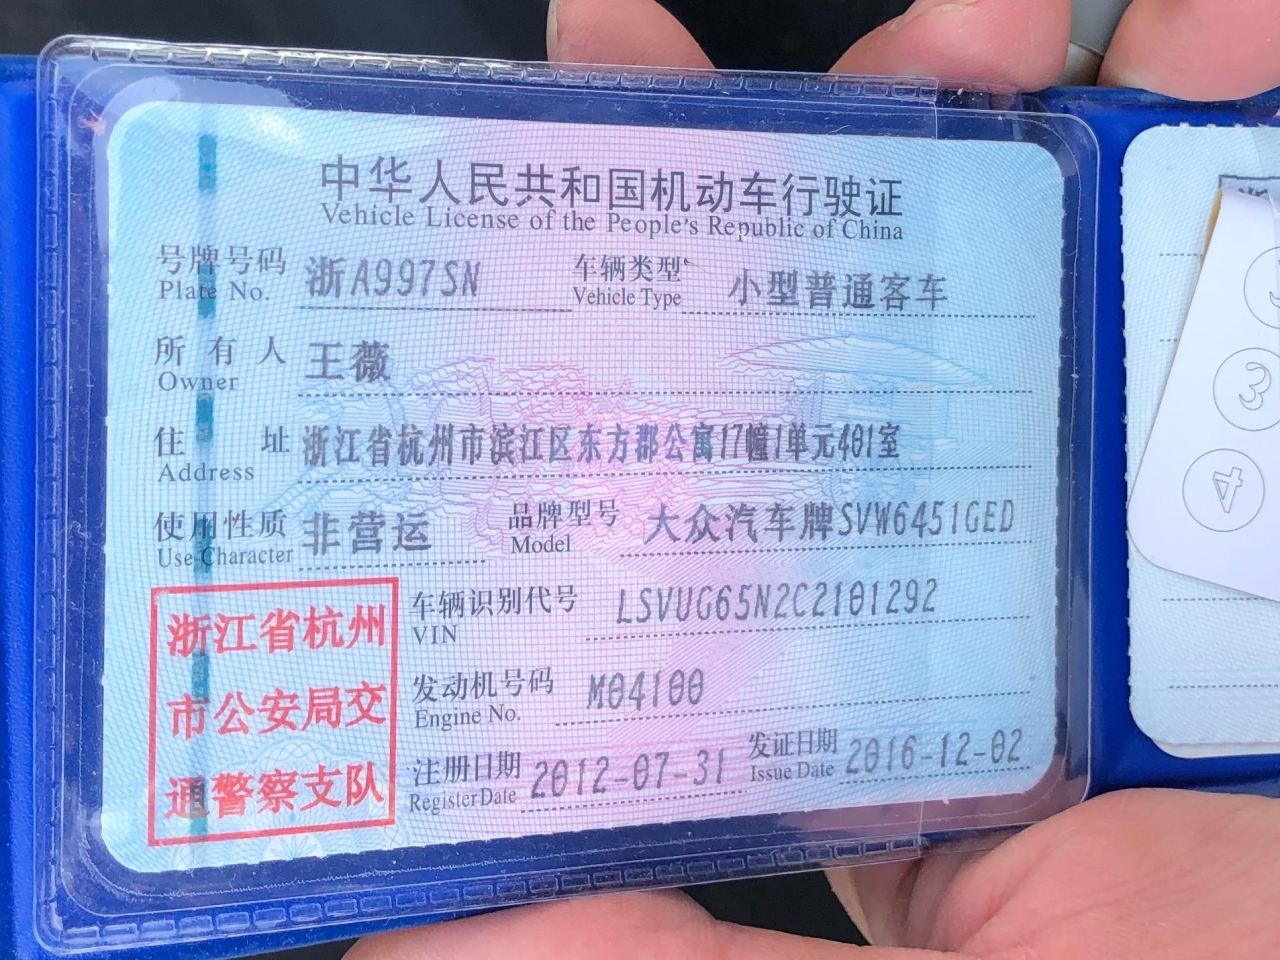 中华人民共和国机动车行驶证
Vehicle License of the People's Republic of China
号牌号码 浙A997SN 车辆类型 小型普通客车
Plate No. Vehicle Type
所有人 王薇
Owner
住址 浙江省杭州市滨江区东方郡公寓17幢1单元401室
Address
使用性质 非营运 品牌型号 大众汽车牌SVW6451GED
Use Character Model
浙江省杭州
市公安局交
通警察支队
车辆识别代号 LSVUG65N2C2101292
VIN
发动机号码 M04100
Engine No.
注册日期 2012-07-31 发证日期 2016-12-02
Register Date Issue Date
3
4